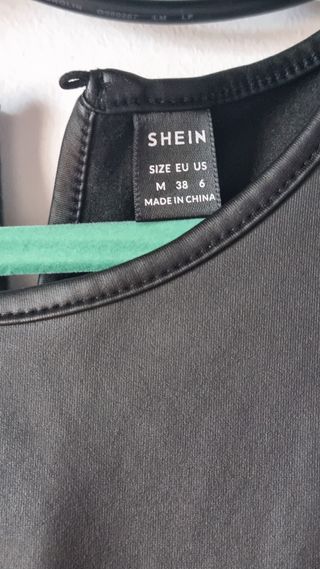 SHEIN
SIZE EU US
M 38 6
MADE IN CHINA